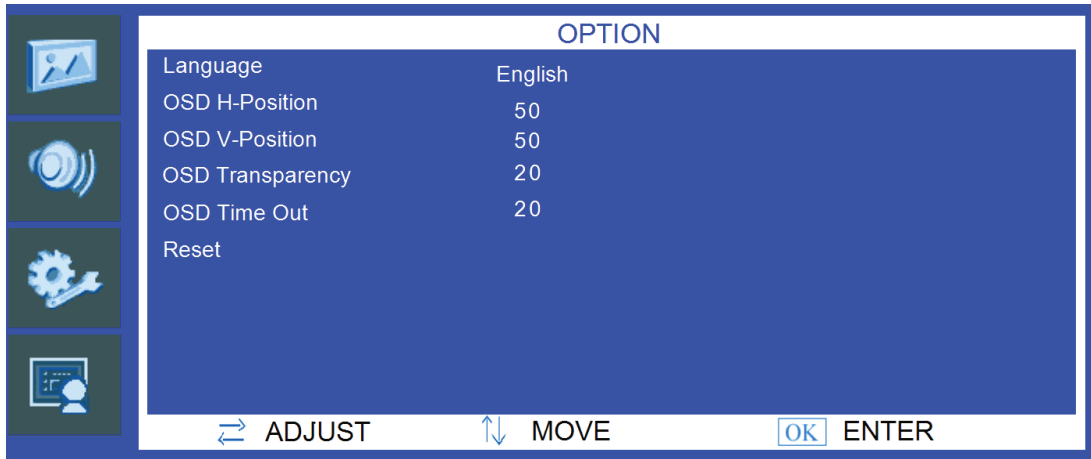 OPTION
Language English
OSD H-Position 50
OSD V-Position 50
OSD Transparency 20
OSD Time Out 20
Reset
ADJUST MOVE OK ENTER